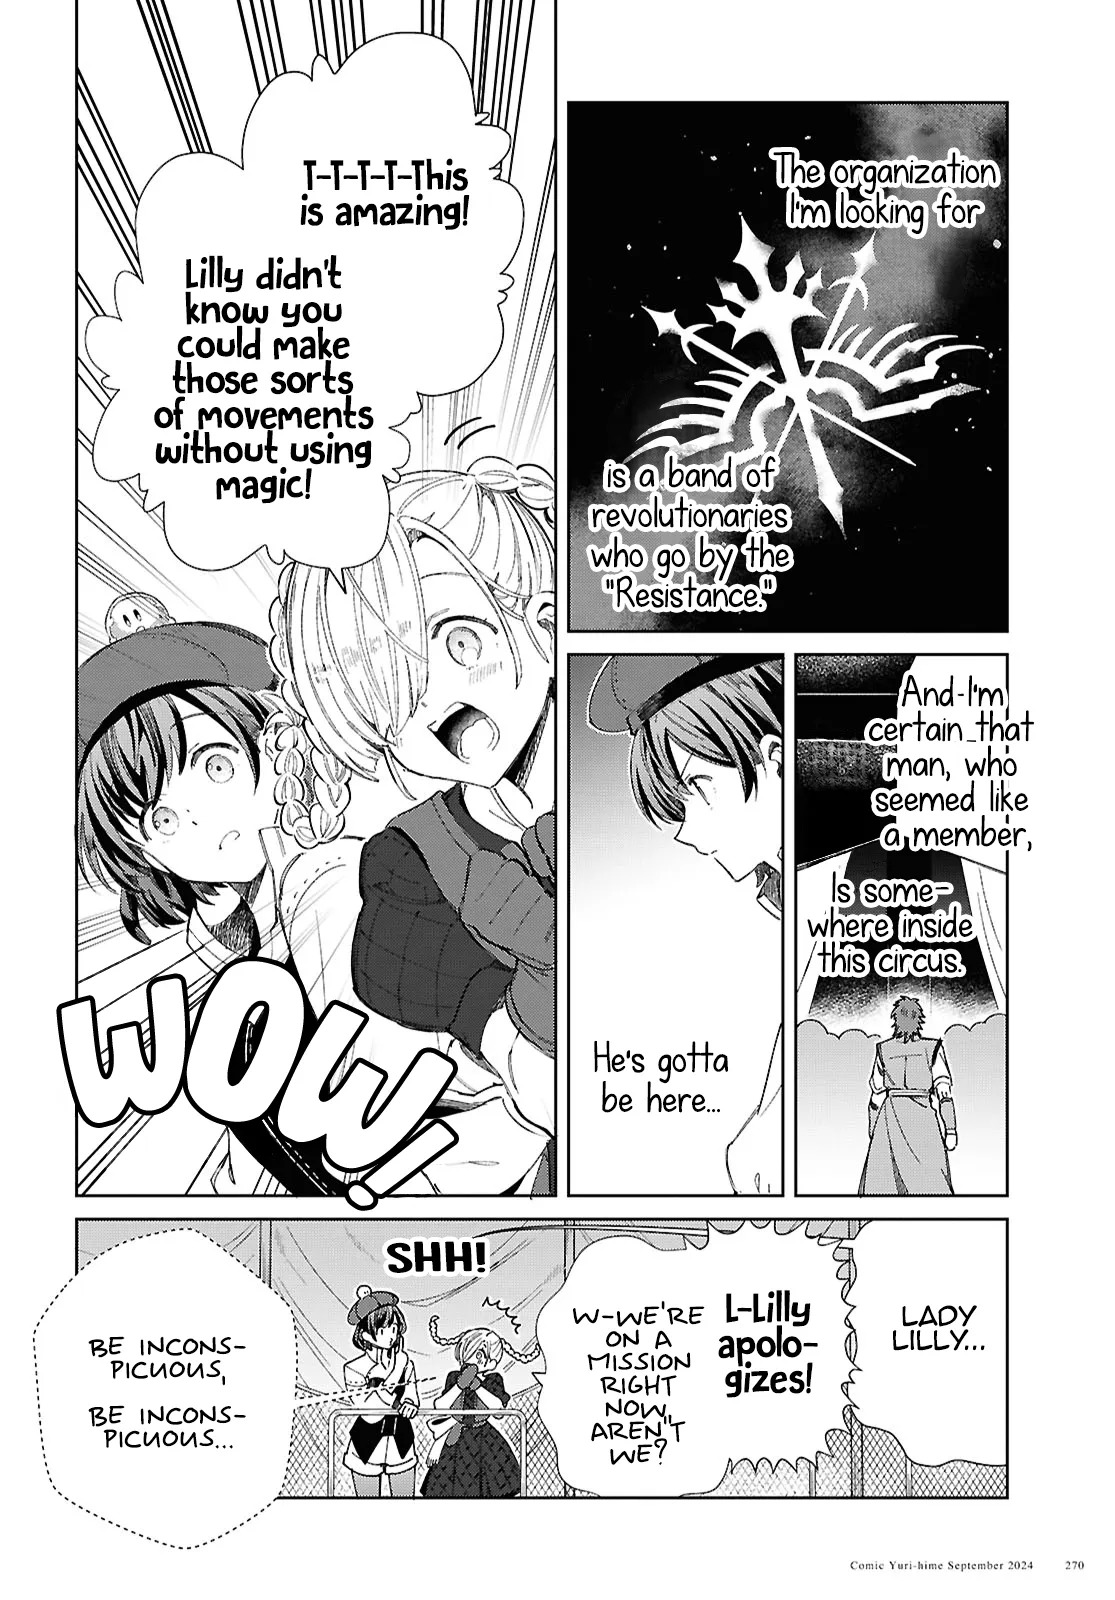 The organization
I'm looking for
is a band of
revolutionaries
who go by the
"Resistance."
And I'm
certain that
man, who
seemed like
a member,
Is some-
where inside
this circus.
He's gotta
be here...
T-T-T-T-This
is amazing!
Lilly didn't
know you
could make
those sorts
of movements
without using
magic!
WOW!
LADY
LILLY...
L-Lilly
apolo-
gizes!
W-WE'RE
ON A
MISSION
RIGHT
NOW,
AREN'T
WE?
SHH!
BE INCONS-
PICUOUS,
BE INCONS-
PICUOUS...
Comic Yuri-hime September 2024 270